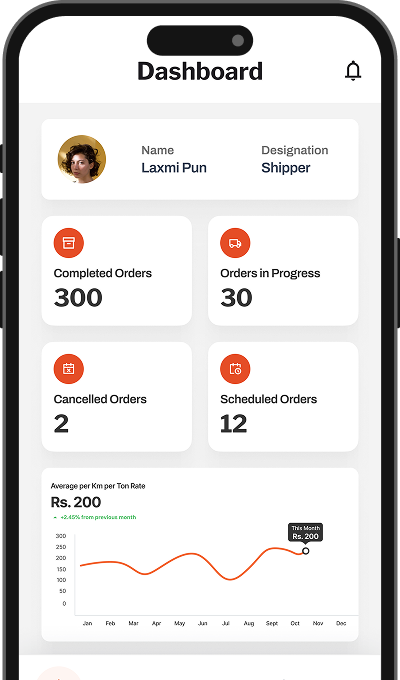 Dashboard
Name
Designation
Laxmi Pun
Shipper
Completed Orders
300
Orders in Progress
30
Cancelled Orders
2
Scheduled Orders
12
Average per Km per Ton Rate
Rs. 200
+2.45% from previous month
This Month
Rs. 200
300
250
200
150
100
50
0
Jan Feb Mar Apr May Jun Jul Aug Sept Oct Nov Dec